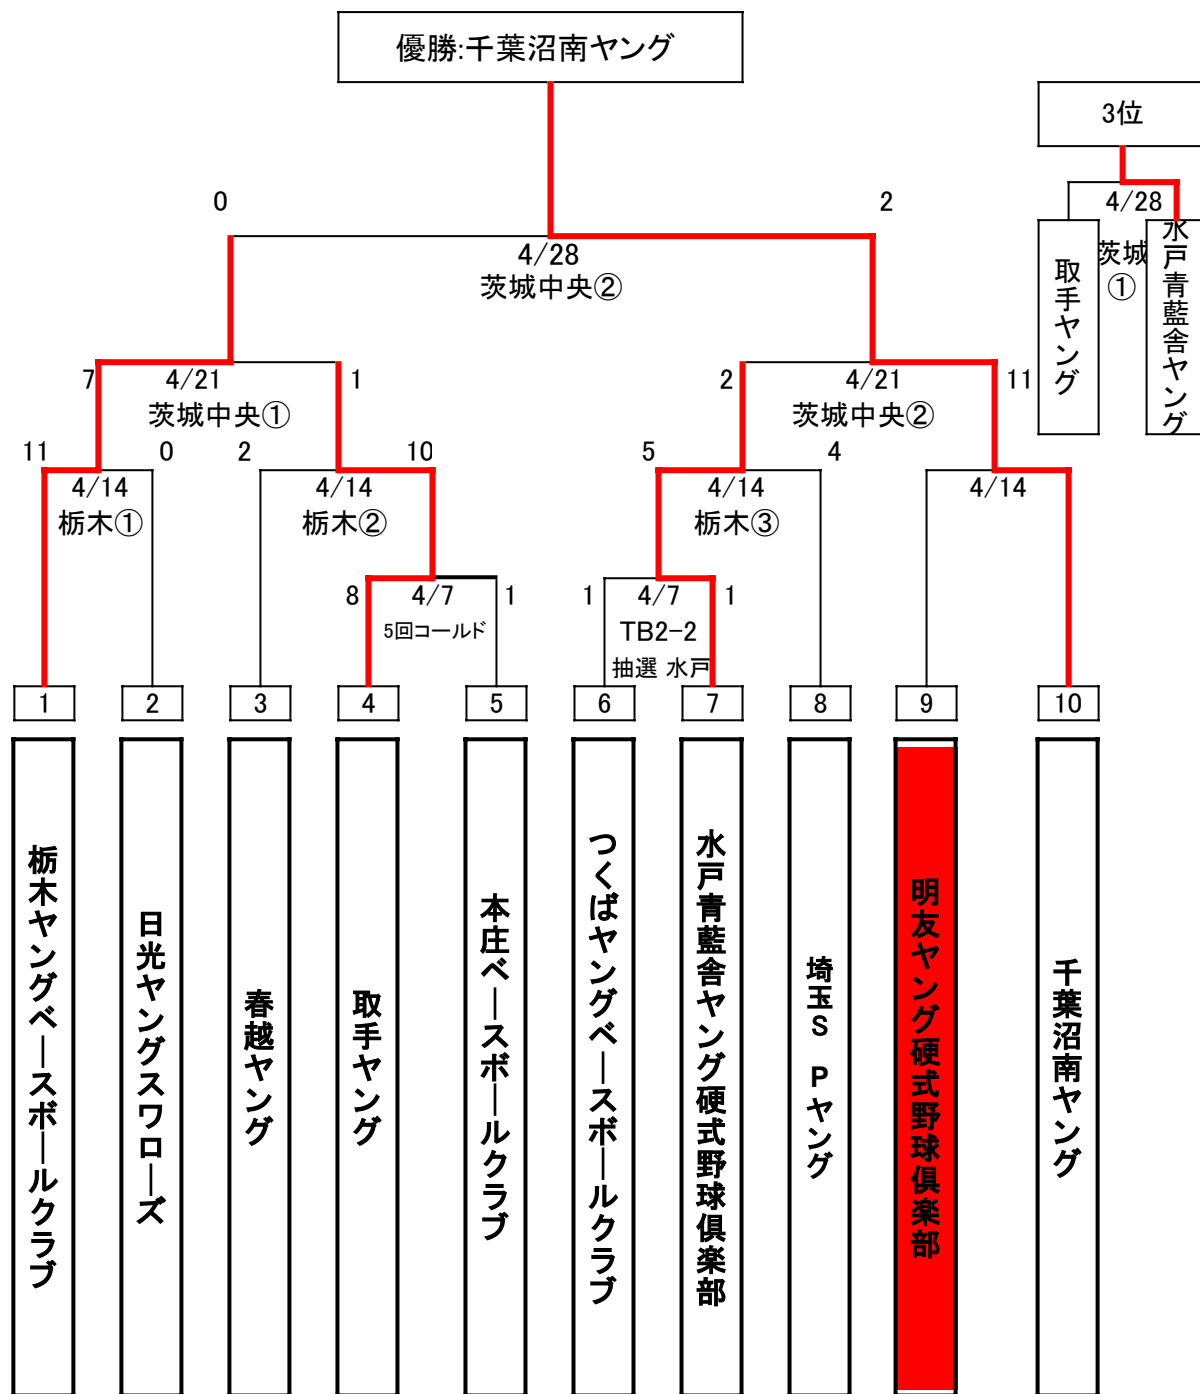 優勝:千葉沼南ヤング
3位
0
2
4/28
茨城中央②
4/28
茨城
①
取手ヤング
水戸青藍舎ヤング
7
4/21
1
茨城中央①
2
4/21
11
茨城中央②
11
0
4/14
栃木①
2
10
4/14
栃木②
5
4
4/14
栃木③
4/14
8
4/7
1
5回コールド
1
4/7
1
TB2-2
抽選 水戸
1
2
3
4
5
6
7
8
9
10
栃木ヤングベースボールクラブ
日光ヤングスワローズ
春越ヤング
取手ヤング
本庄ベースボールクラブ
つくばヤングベースボールクラブ
水戸青藍舎ヤング硬式野球倶楽部
埼玉SPヤング
明友ヤング硬式野球倶楽部
千葉沼南ヤング